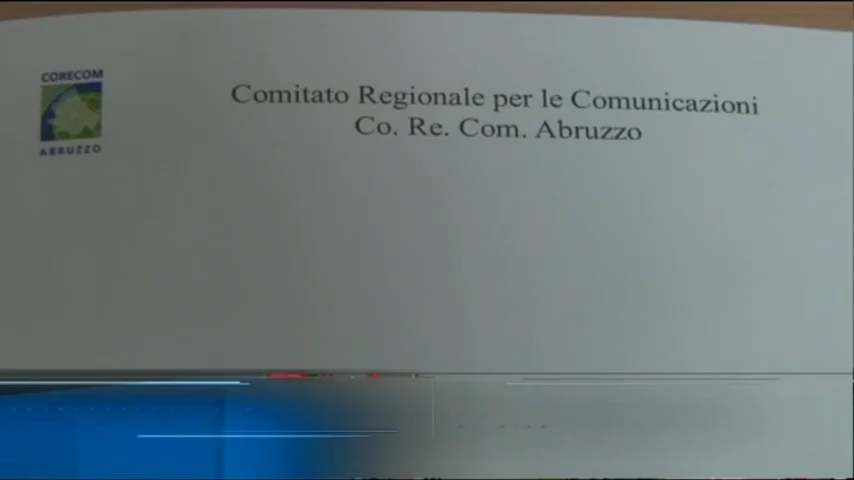 CORECOM
ABRUZZO
Comitato Regionale per le Comunicazioni
Co. Re. Com. Abruzzo